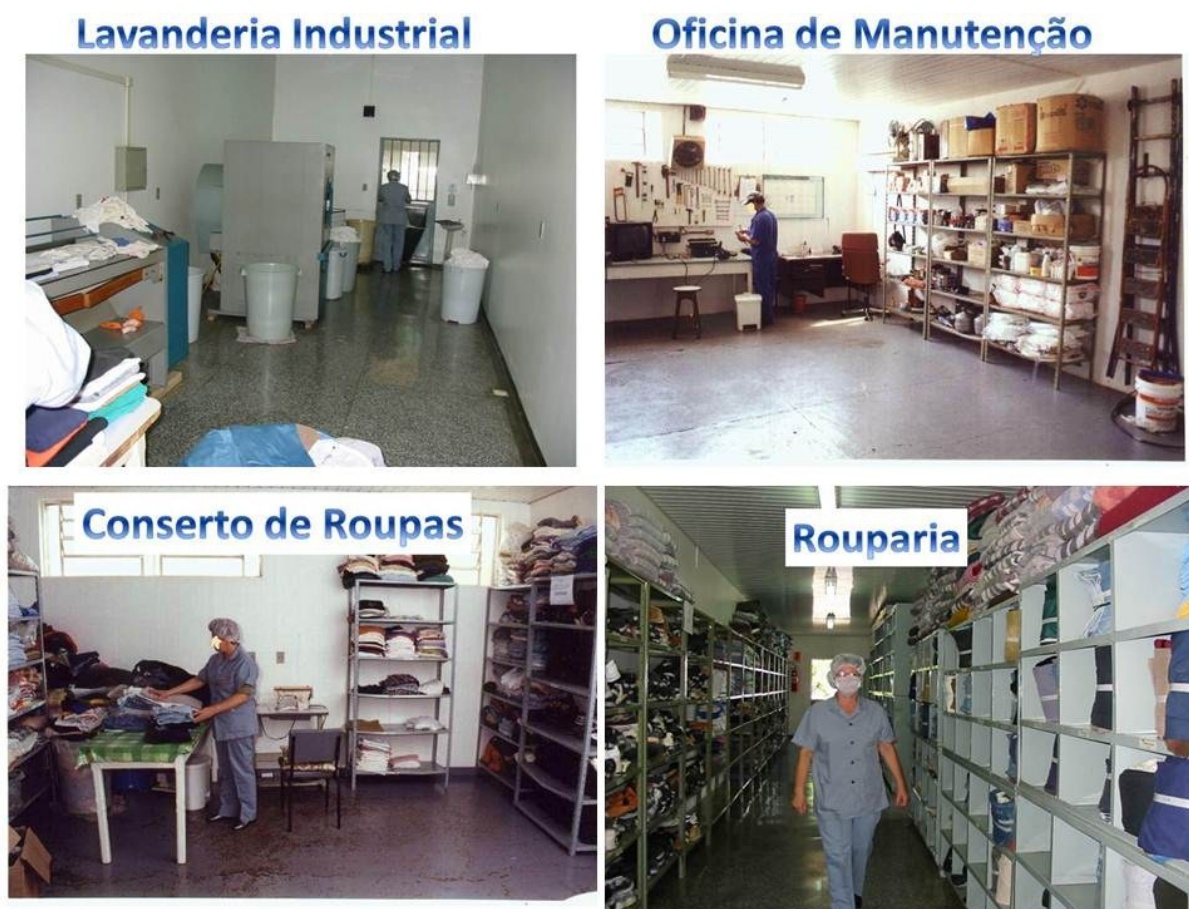 Lavanderia Industrial
Oficina de Manutenção
Conserto de Roupas
Rouparia